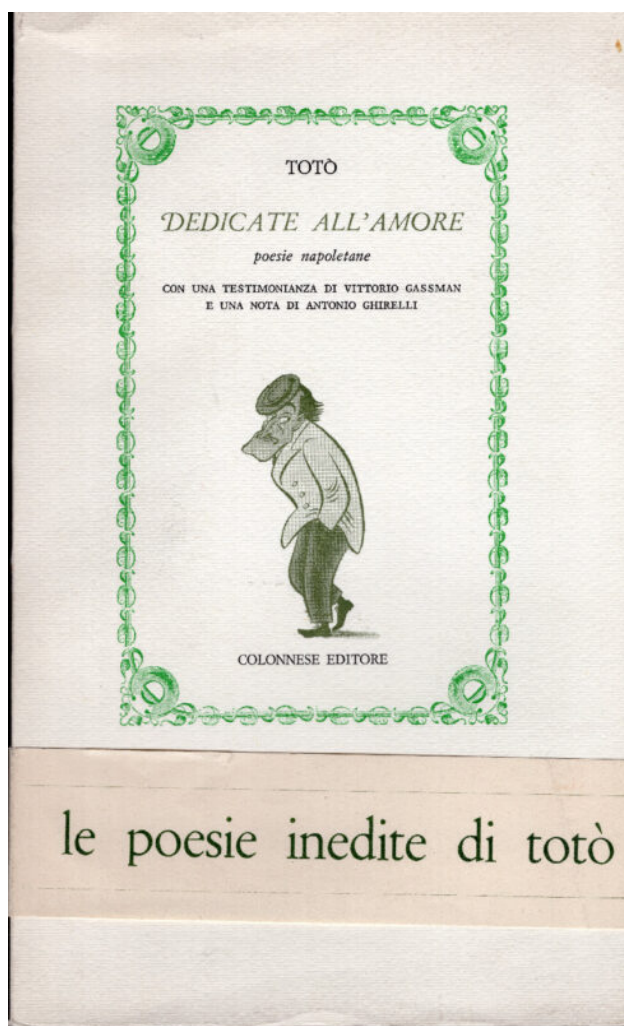 TOTÒ
DEDICATE ALL'AMORE
poesie napoletane
CON UNA TESTIMONIANZA DI VITTORIO GASSMAN
E UNA NOTA DI ANTONIO GHIRELLI
COLONNESE EDITORE
le poesie inedite di totò